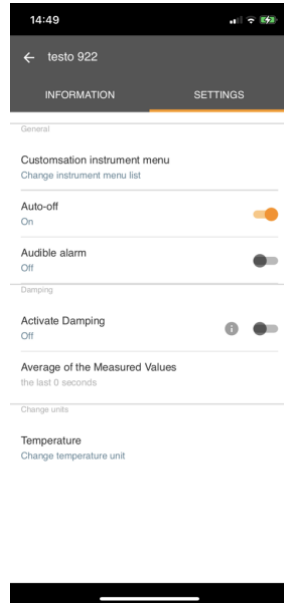 14:49
testo 922
INFORMATION
SETTINGS
General
Customsation instrument menu
Change instrument menu list
Auto-off
On
Audible alarm
Off
Damping
Activate Damping
Off
Average of the Measured Values
the last 0 seconds
Change units
Temperature
Change temperature unit